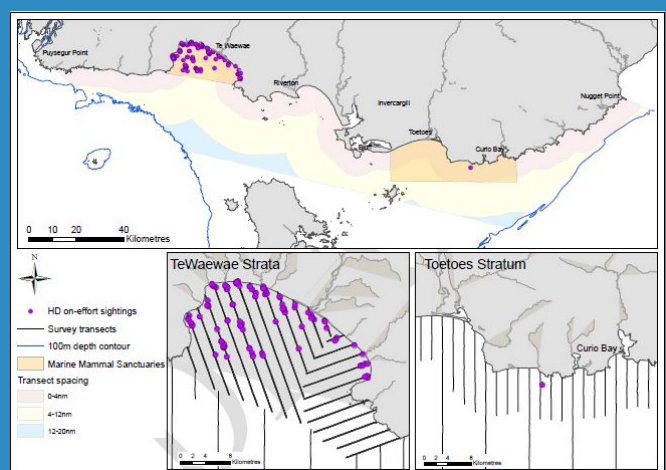 Puysegur Point
Te Waewae
Riverton
Invercargill
Nugget Point
Toetoes
Curio Bay
0 10 20 40
Kilometres
N
HD on-effort sightings
Survey transects
100m depth contour
Marine Mammal Sanctuaries
Transect spacing
0-4nm
4-12nm
12-20nm
TeWaewae Strata
0 2 4 8
Kilometres
Toetoes Stratum
Curio Bay
0 2 4 8
Kilometres